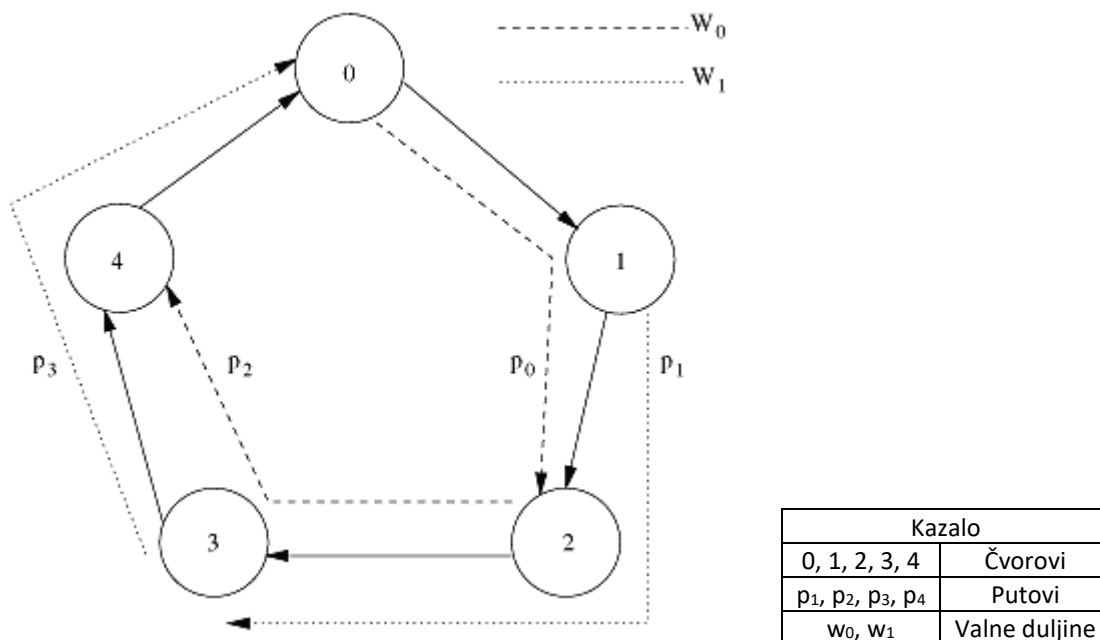 W₀
W₁
0
4
1
p₃
p₂
p₀
p₁
3
2
Kazalo
0, 1, 2, 3, 4 Čvorovi
p₁, p₂, p₃, p₄ Putovi
w₀, w₁ Valne duljine